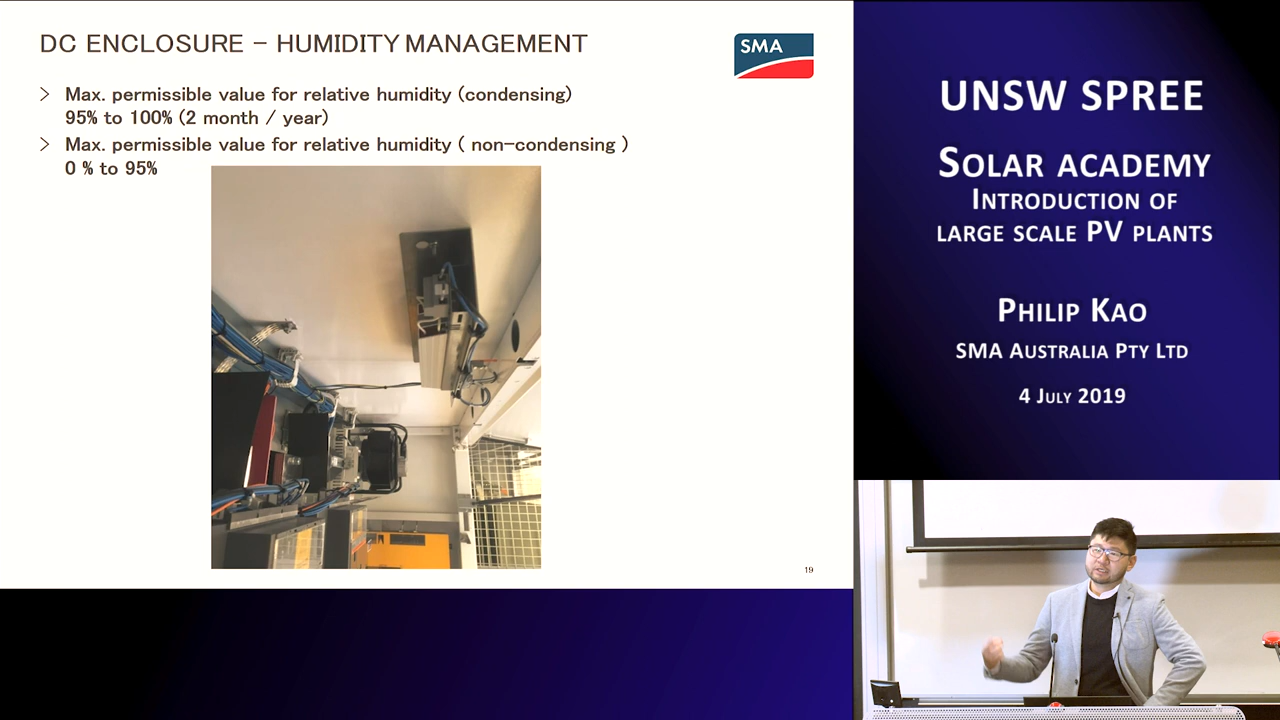 DC ENCLOSURE – HUMIDITY MANAGEMENT
SMA
Max. permissible value for relative humidity (condensing)
95% to 100% (2 month / year)
Max. permissible value for relative humidity ( non-condensing )
0 % to 95%
19
UNSW SPREE
SOLAR ACADEMY
INTRODUCTION OF
LARGE SCALE PV PLANTS
PHILIP KAO
SMA AUSTRALIA PTY LTD
4 JULY 2019